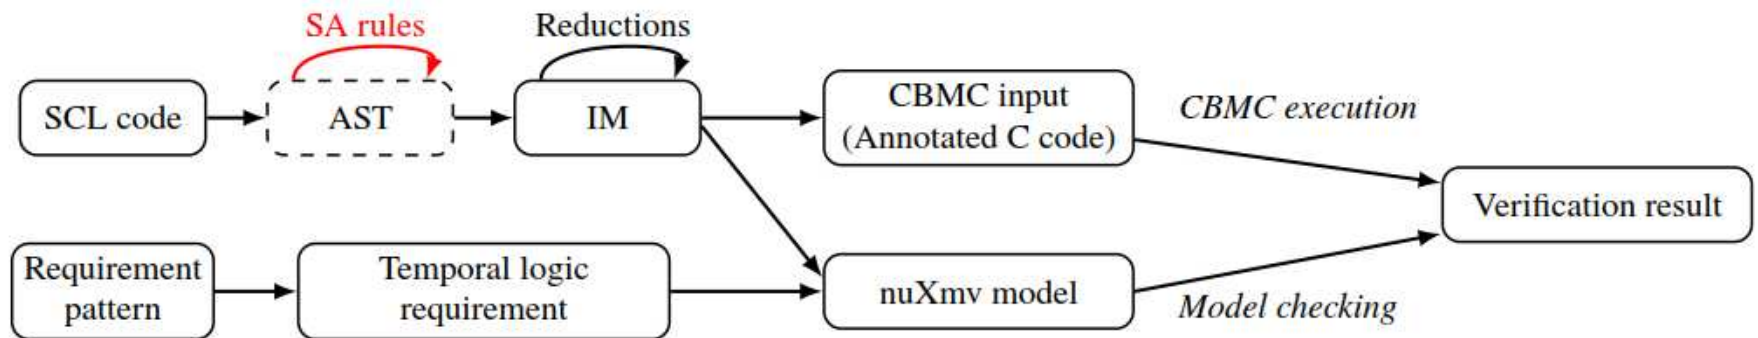 SA rules
Reductions
SCL code
AST
IM
CBMC input
(Annotated C code)
CBMC execution
Verification result
Requirement
pattern
Temporal logic
requirement
nuXmv model
Model checking